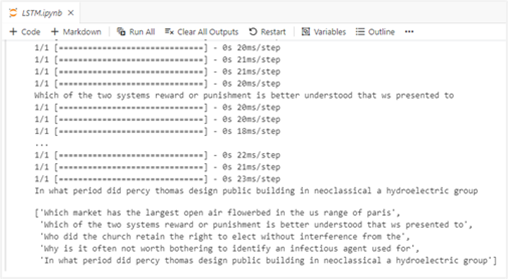 LSTM.ipynb
+ Code + Markdown Run All Clear All Outputs Restart Variables Outline ...
1/1 [==============================] - 0s 20ms/step
1/1 [==============================] - 0s 21ms/step
1/1 [==============================] - 0s 21ms/step
1/1 [==============================] - 0s 20ms/step
Which of the two systems reward or punishment is better understood that ws presented to
1/1 [==============================] - 0s 20ms/step
1/1 [==============================] - 0s 20ms/step
1/1 [==============================] - 0s 18ms/step
...
1/1 [==============================] - 0s 22ms/step
1/1 [==============================] - 0s 21ms/step
1/1 [==============================] - 0s 23ms/step
In what period did percy thomas design public building in neoclassical a hydroelectric group
['Which market has the largest open air flowerbed in the us range of paris',
'Which of the two systems reward or punishment is better understood that ws presented to',
'Who did the church retain the right to elect without interference from the',
'Why is it often not worth bothering to identify an infectious agent used for',
'In what period did percy thomas design public building in neoclassical a hydroelectric group']